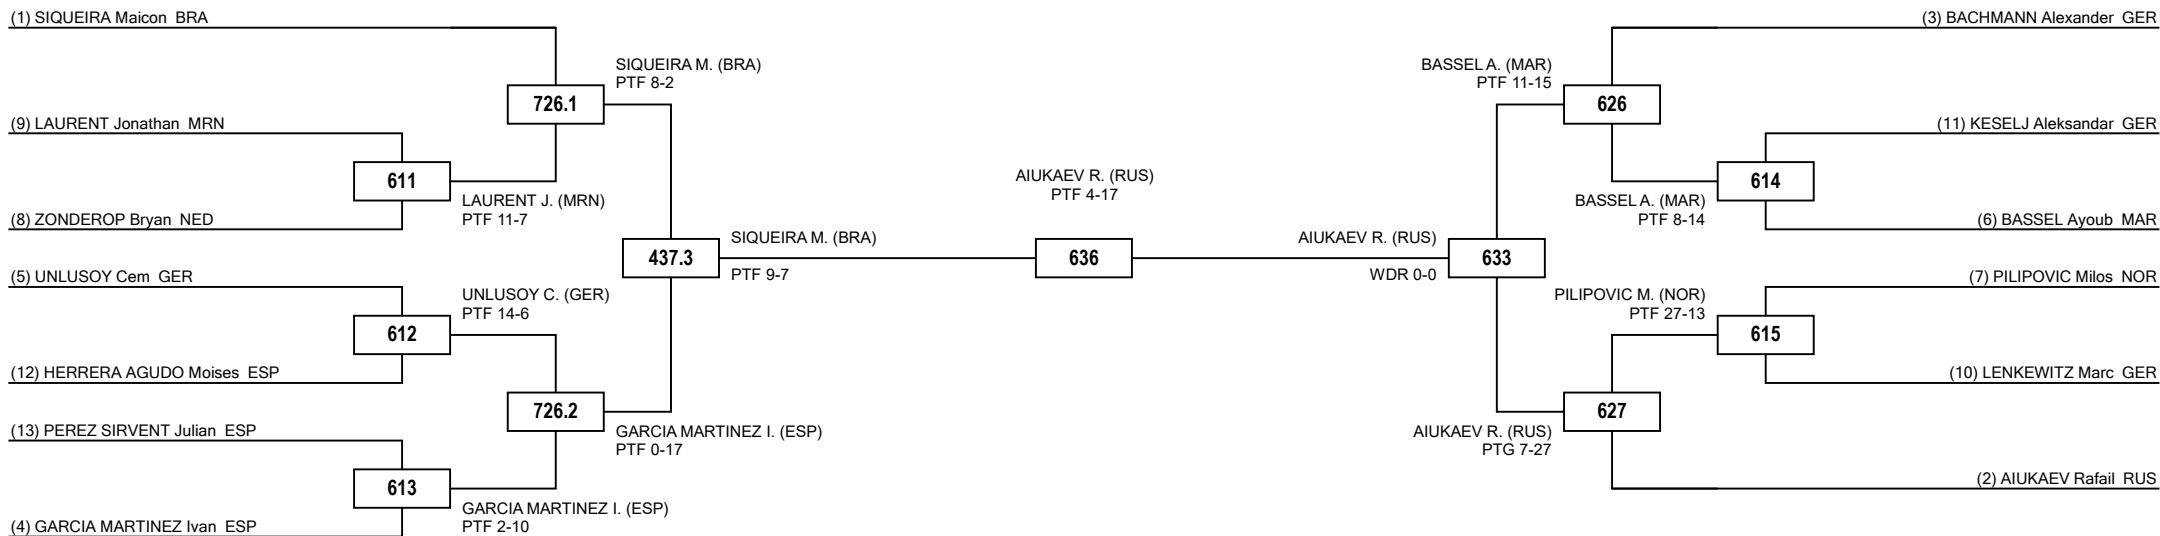 (1) SIQUEIRA Maicon BRA
(3) BACHMANN Alexander GER
SIQUEIRA M. (BRA)
PTF 8-2
BASSEL A. (MAR)
PTF 11-15
726.1
626
(9) LAURENT Jonathan MRN
(11) KESELJ Aleksandar GER
611
614
AIUKAEV R. (RUS)
PTF 4-17
LAURENT J. (MRN)
PTF 11-7
BASSEL A. (MAR)
PTF 8-14
(8) ZONDEROP Bryan NED
(6) BASSEL Ayoub MAR
437.3
SIQUEIRA M. (BRA)
PTF 9-7
636
AIUKAEV R. (RUS)
WDR 0-0
633
(5) UNLUSOY Cem GER
(7) PILIPOVIC Milos NOR
UNLUSOY C. (GER)
PTF 14-6
PILIPOVIC M. (NOR)
PTF 27-13
612
615
(12) HERRERA AGUDO Moises ESP
(10) LENKEWITZ Marc GER
726.2
627
(13) PEREZ SIRVENT Julian ESP
GARCIA MARTINEZ I. (ESP)
PTF 0-17
AIUKAEV R. (RUS)
PTG 7-27
613
(2) AIUKAEV Rafail RUS
GARCIA MARTINEZ I. (ESP)
PTF 2-10
(4) GARCIA MARTINEZ Ivan ESP